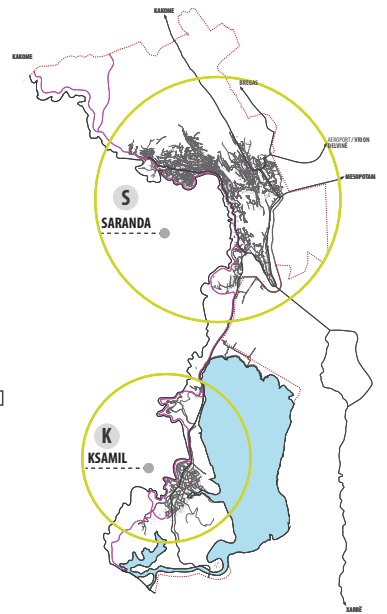 KAKOME
KAKOME
BREGAS
AEROPORT / VRION
DELVINË
MESOPOTAM
S
SARANDA
K
KSAMIL
XARRË